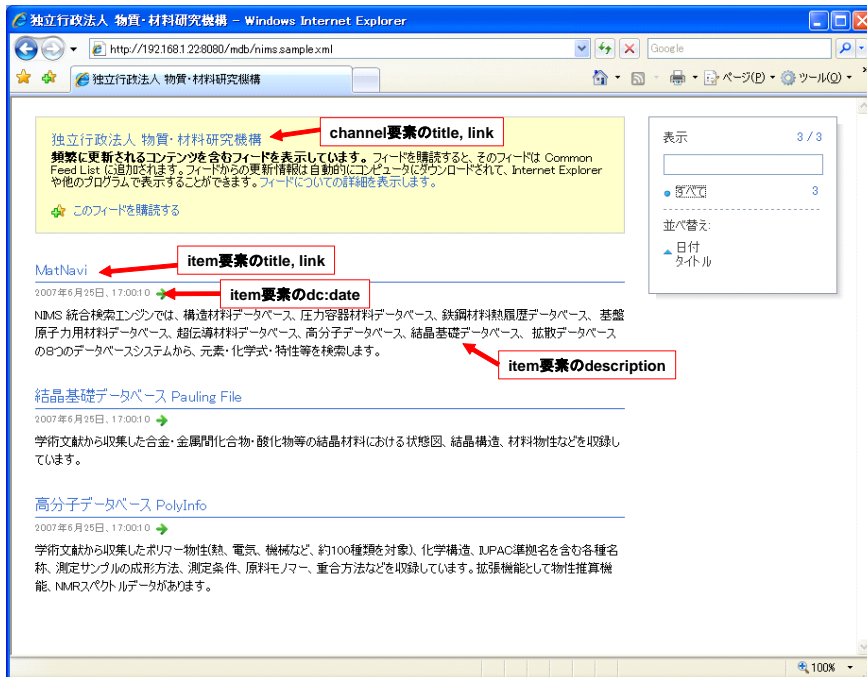 独立行政法人 物質・材料研究機構 - Windows Internet Explorer
http://192.168.1.22:8080/mdb/nims.sample.xml
Google
独立行政法人 物質・材料研究機構
ページ(P)
ツール(O)
独立行政法人 物質・材料研究機構
channel要素のtitle, link
頻繁に更新されるコンテンツを含むフィードを表示しています。フィードを購読すると、そのフィードは Common
Feed List に追加されます。フィードからの更新情報は自動的にコンピュータにダウンロードされて、Internet Explorer
や他のプログラムで表示することができます。フィードについての詳細を表示します。
このフィードを購読する
表示 3 / 3
すべて 3
並べ替え:
日付
タイトル
MatNavi
item要素のtitle, link
2007年6月25日、17:00:10
item要素のdc:date
NIMS 統合検索エンジンでは、構造材料データベース、圧力容器材料データベース、鉄鋼材料熱履歴データベース、 基盤
原子力用材料データベース、超伝導材料データベース、高分子データベース、結晶基礎データベース、 拡散データベース
の8つのデータベースシステムから、元素・化学式・特性等を検索します。
item要素のdescription
結晶基礎データベース Pauling File
2007年6月25日、17:00:10
学術文献から収集した合金・金属間化合物・酸化物等の結晶材料における状態図、結晶構造、材料物性などを収録し
ています。
高分子データベース PolyInfo
2007年6月25日、17:00:10
学術文献から収集したポリマー物性(熱、電気、機械など、約100種類を対象)、化学構造、IUPAC準拠名を含む各種名
称、測定サンプルの成形方法、測定条件、原料モノマー、重合方法などを収録しています。拡張機能として物性推算機
能、NMRスペクトルデータがあります。
100%